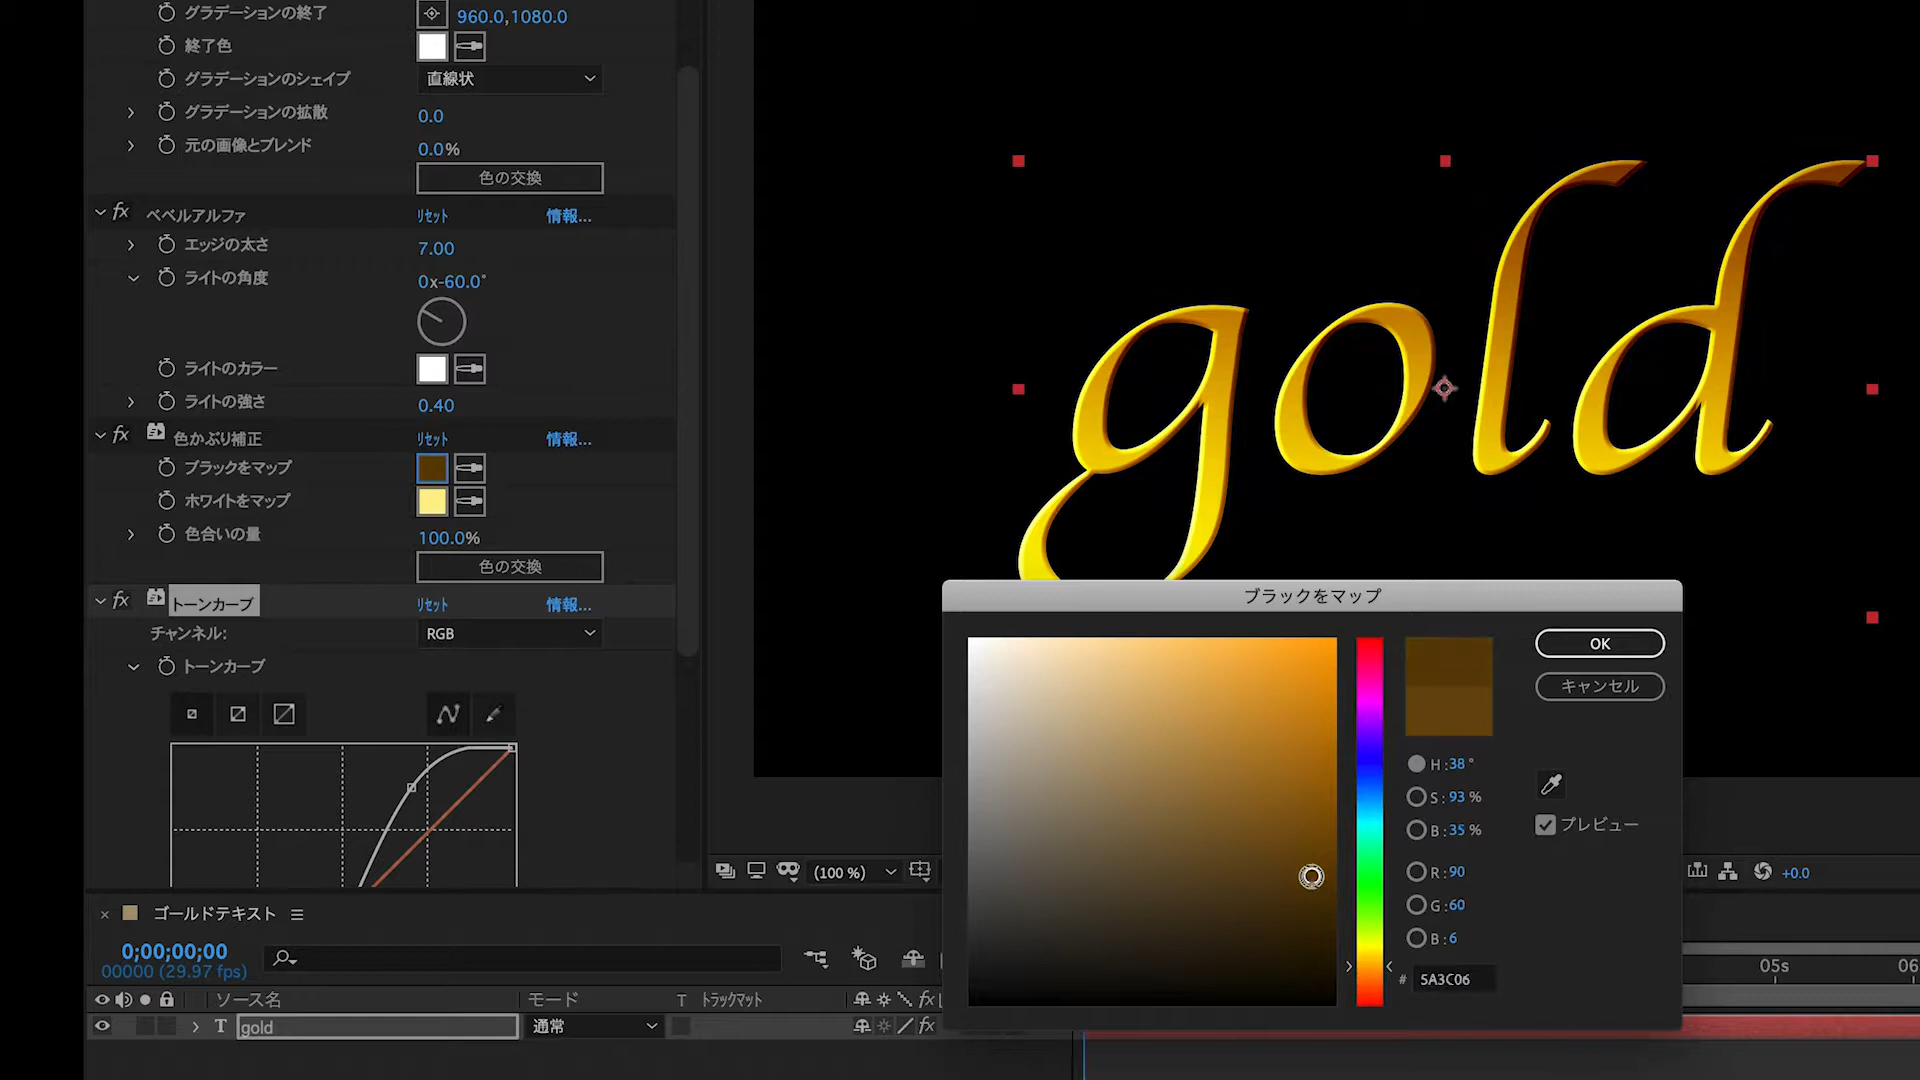 グラデーションの終了 960.0,1080.0
終了色
グラデーションのシェイプ 直線状
グラデーションの拡散 0.0
元の画像とブレンド 0.0%
色の交換
fx ベベルアルファ リセット 情報...
エッジの太さ 7.00
ライトの角度 0x-60.0°
ライトのカラー
ライトの強さ 0.40
fx 色かぶり補正 リセット 情報...
ブラックをマップ
ホワイトをマップ
色合いの量 100.0%
色の交換
fx トーンカーブ リセット 情報...
チャンネル: RGB
トーンカーブ
gold
ブラックをマップ
OK
キャンセル
H:38°
S:93%
B:35%
プレビュー
R:90
G:60
B:6
# 5A3C06
(100%)
+0.0
× ゴールドテキスト
0;00;00;00
00000 (29.97 fps)
05s 06
ソース名 モード T トラックマット fx
T gold 通常 fx